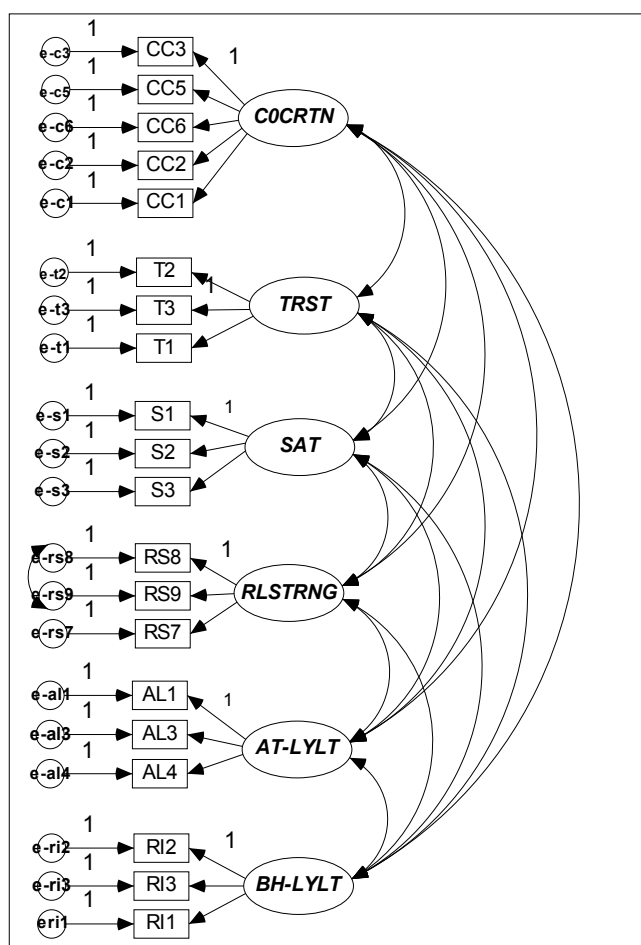 1
e-c3 CC3 1
1
e-c5 CC5
1
e-c6 CC6 C0CRTN
1
e-c2 CC2
1
e-c1 CC1
1
e-t2 T2
1 1
e-t3 T3 TRST
1
e-t1 T1
1
e-s1 S1 1
1
e-s2 S2 SAT
1
e-s3 S3
1
e-rs8 RS8 1
1
e-rs9 RS9 RLSTRNG
1
e-rs7 RS7
1
e-al1 AL1 1
1
e-al3 AL3 AT-LYLT
1
e-al4 AL4
1
e-ri2 RI2 1
1
e-ri3 RI3 BH-LYLT
1
eri1 RI1